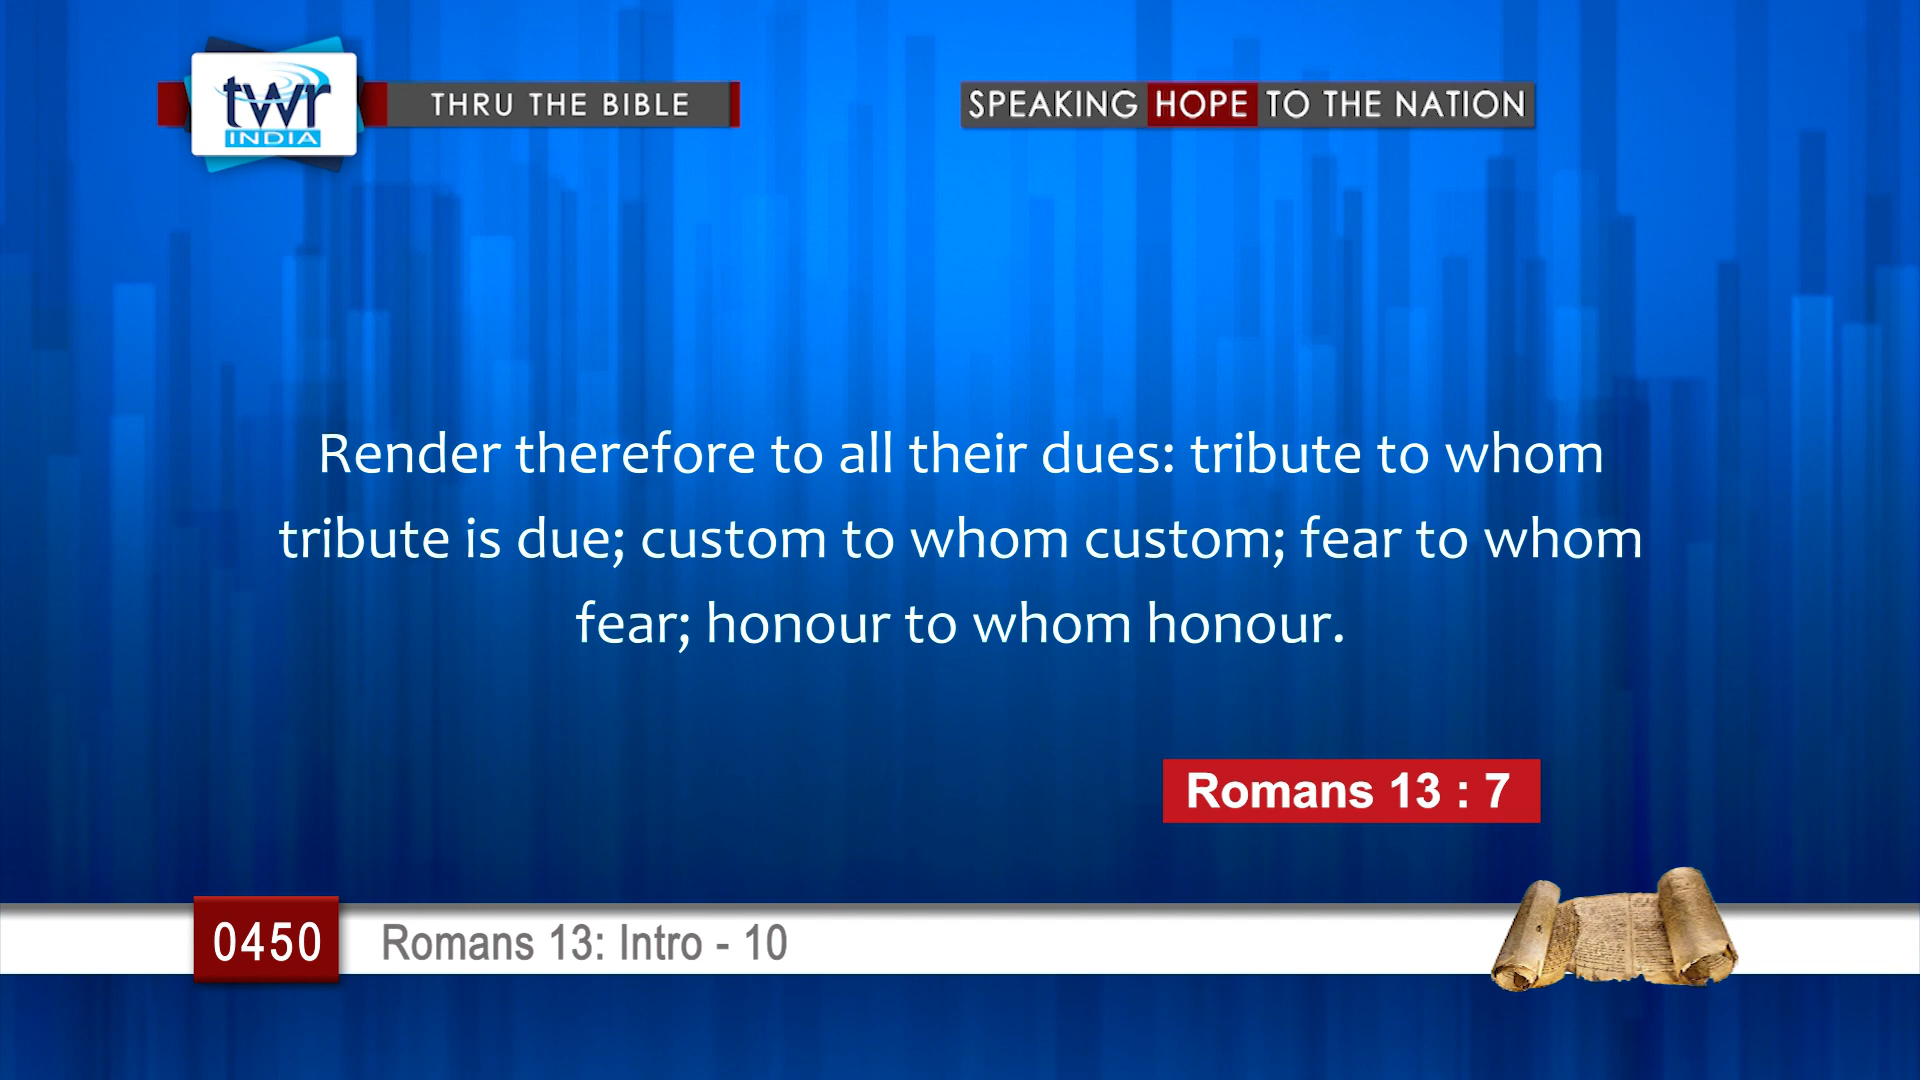 twr
INDIA
THRU THE BIBLE
SPEAKING HOPE TO THE NATION
Render therefore to all their dues: tribute to whom
tribute is due; custom to whom custom; fear to whom
fear; honour to whom honour.
Romans 13 : 7
0450
Romans 13: Intro - 10